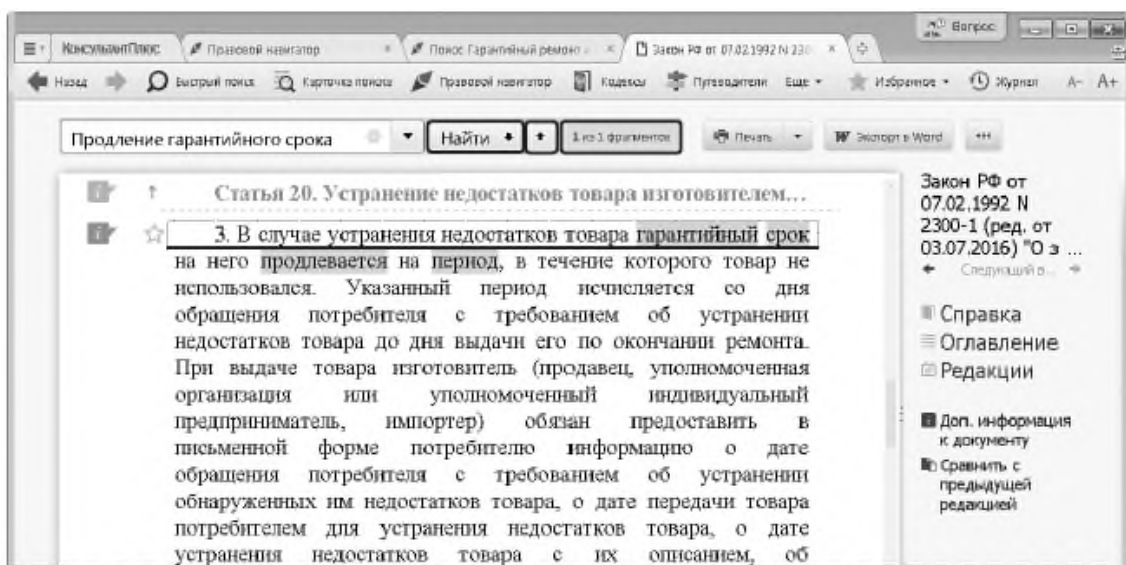 Вопрос
КонсультантПлюс
Правовой навигатор
Поиск Гарантийный ремонт
Закон РФ от 07.02.1992 N 230
Назад
Быстрый поиск
Карточка поиска
Правовой навигатор
Кодексы
Путеводители
Еще
Избранное
Журнал
A-
A+
Продление гарантийного срока
Найти
1 из 1 фрагментов
Печать
Экспорт в Word
Статья 20. Устранение недостатков товара изготовителем...
3. В случае устранения недостатков товара гарантийный срок
на него продлевается на период, в течение которого товар не
использовался. Указанный период исчисляется со дня
обращения потребителя с требованием об устранении
недостатков товара до дня выдачи его по окончании ремонта.
При выдаче товара изготовитель (продавец, уполномоченная
организация или уполномоченный индивидуальный
предприниматель, импортер) обязан предоставить в
письменной форме потребителю информацию о дате
обращения потребителя с требованием об устранении
обнаруженных им недостатков товара, о дате передачи товара
потребителем для устранения недостатков товара, о дате
устранения недостатков товара с их описанием, об
Закон РФ от
07.02.1992 N
2300-1 (ред. от
03.07.2016) "О з ...
Следующий в...
Справка
Оглавление
Редакции
Доп. информация
к документу
Сравнить с
предыдущей
редакцией